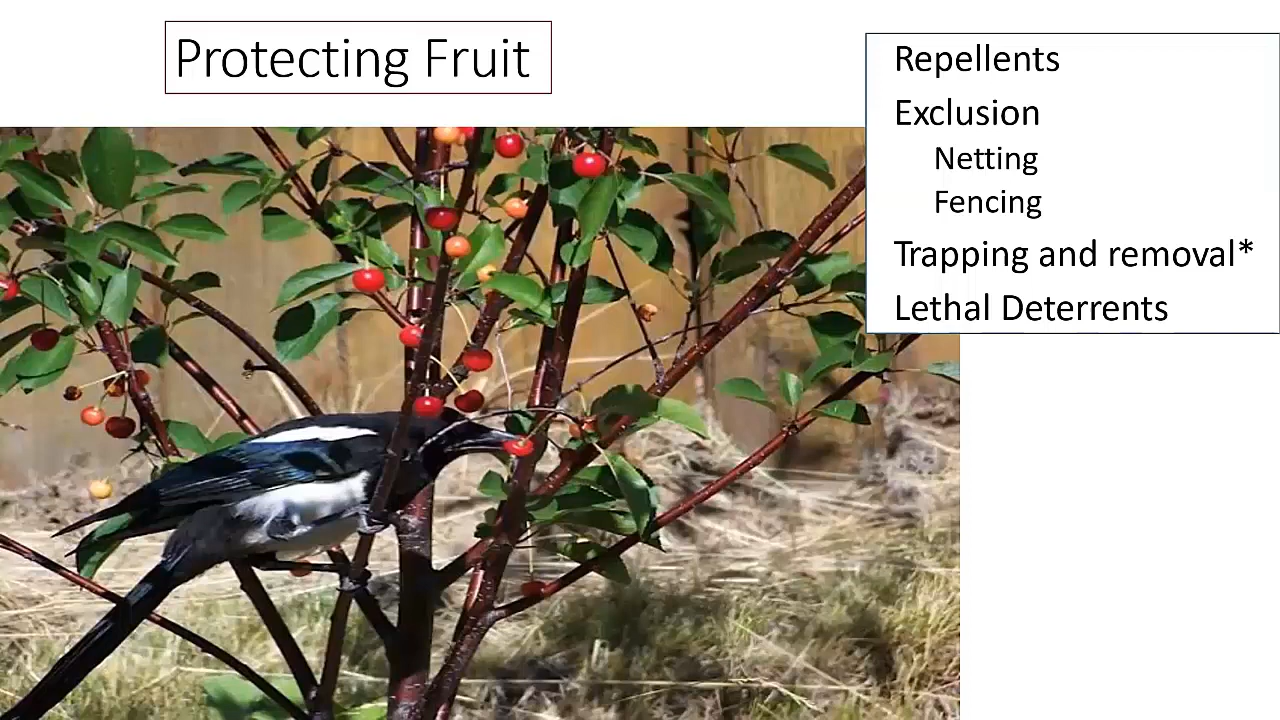 Protecting Fruit
Repellents
Exclusion
Netting
Fencing
Trapping and removal*
Lethal Deterrents